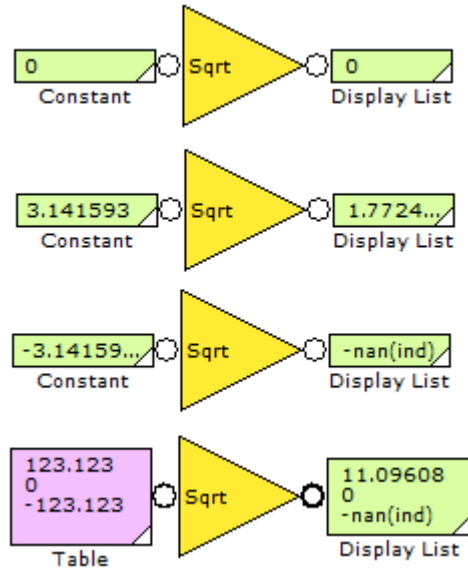 0
Sqrt
0
Constant
Display List
3.141593
Sqrt
1.7724...
Constant
Display List
-3.14159...
Sqrt
-nan(ind)
Constant
Display List
123.123
0
-123.123
Sqrt
11.09608
0
-nan(ind)
Table
Display List